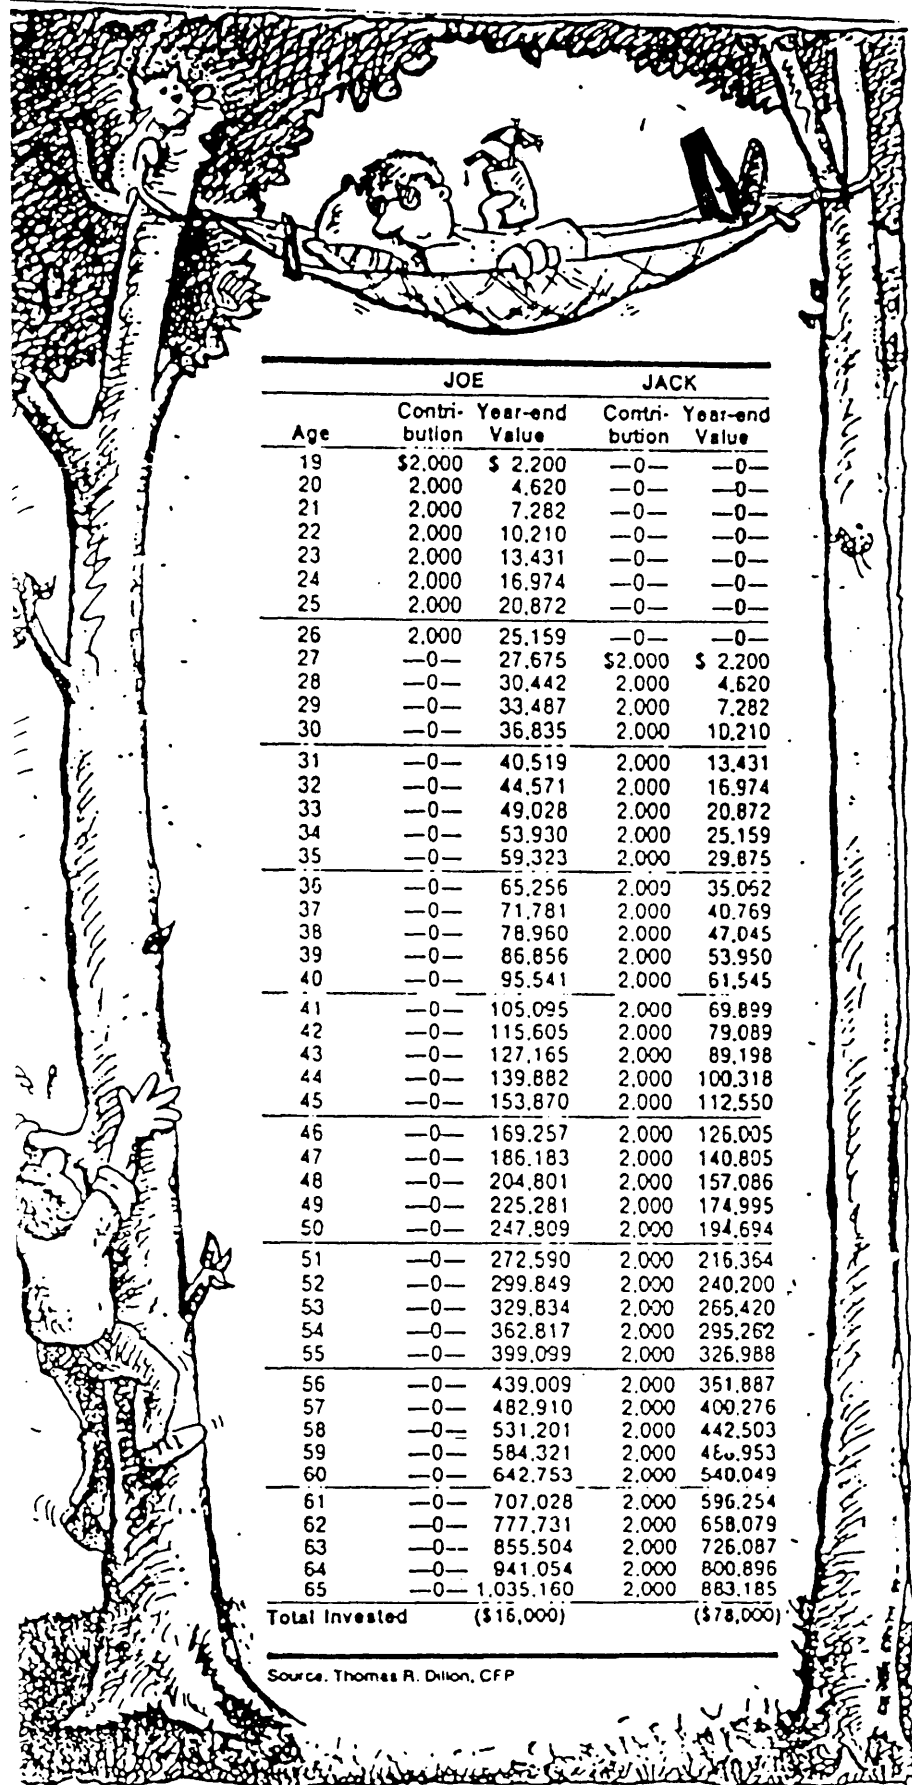 JOE JACK
Contri- Year-end Contri- Year-end
Age bution Value bution Value
19 $2,000 $ 2,200 —0— —0—
20 2,000 4,620 —0— —0—
21 2,000 7,282 —0— —0—
22 2,000 10,210 —0— —0—
23 2,000 13,431 —0— —0—
24 2,000 16,974 —0— —0—
25 2,000 20,872 —0— —0—
26 2,000 25,159 —0— —0—
27 —0— 27,675 $2,000 $ 2,200
28 —0— 30,442 2,000 4,620
29 —0— 33,487 2,000 7,282
30 —0— 36,835 2,000 10,210
31 —0— 40,519 2,000 13,431
32 —0— 44,571 2,000 16,974
33 —0— 49,028 2,000 20,872
34 —0— 53,930 2,000 25,159
35 —0— 59,323 2,000 29,875
36 —0— 65,256 2,000 35,062
37 —0— 71,781 2,000 40,769
38 —0— 78,960 2,000 47,045
39 —0— 86,856 2,000 53,950
40 —0— 95,541 2,000 61,545
41 —0— 105,095 2,000 69,899
42 —0— 115,605 2,000 79,089
43 —0— 127,165 2,000 89,198
44 —0— 139,882 2,000 100,318
45 —0— 153,870 2,000 112,550
46 —0— 169,257 2,000 126,005
47 —0— 186,183 2,000 140,805
48 —0— 204,801 2,000 157,086
49 —0— 225,281 2,000 174,995
50 —0— 247,809 2,000 194,694
51 —0— 272,590 2,000 216,364
52 —0— 299,849 2,000 240,200
53 —0— 329,834 2,000 265,420
54 —0— 362,817 2,000 295,262
55 —0— 399,099 2,000 326,988
56 —0— 439,009 2,000 351,887
57 —0— 482,910 2,000 400,276
58 —0— 531,201 2,000 442,503
59 —0— 584,321 2,000
60 —0— 642,753 2,000 540,049
61 —0— 707,028 2,000 596,254
62 —0— 777,731 2,000 658,079
63 —0— 855,504 2,000 726,087
64 —0— 941,054 2,000 800,896
65 —0— 1,035,160 2,000 883,185
Total Invested ($16,000) ($78,000)
Source. Thomas R. Dillon, CFP